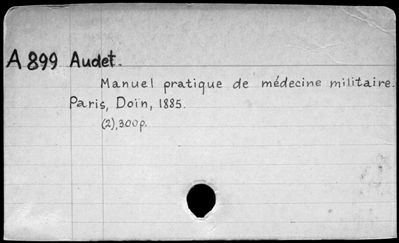 A 899 Audet.
Manuel pratique de médecine militaire.
Paris, Doin, 1885.
(2),300p.